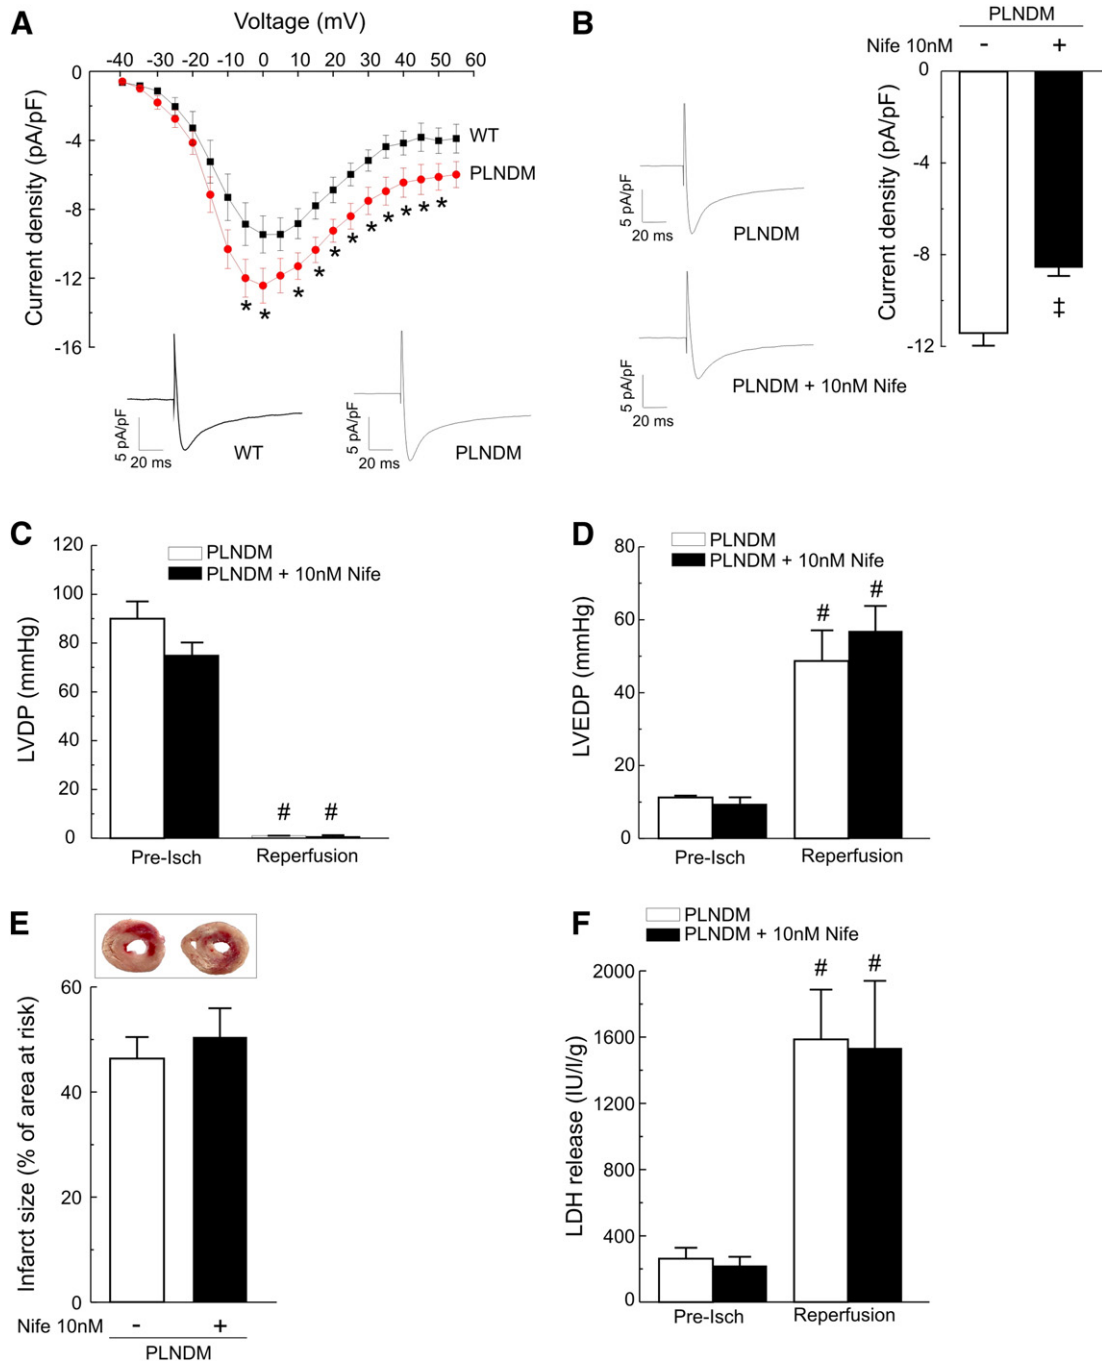 A
Voltage (mV)
-40 -30 -20 -10 0 10 20 30 40 50 60
0
-4
-8
-12
-16
Current density (pA/pF)
WT
PLNDM
* * * * * * * * * *
5 pA/pF
20 ms
WT
5 pA/pF
20 ms
PLNDM
B
5 pA/pF
20 ms
PLNDM
5 pA/pF
20 ms
PLNDM + 10nM Nife
PLNDM
Nife 10nM - +
0
-4
-8
-12
Current density (pA/pF)
‡
C
PLNDM
PLNDM + 10nM Nife
120
100
80
60
40
20
0
LVDP (mmHg)
# #
Pre-Isch Reperfusion
D
PLNDM
PLNDM + 10nM Nife
80
60
40
20
0
LVEDP (mmHg)
# #
Pre-Isch Reperfusion
E
60
40
20
0
Infarct size (% of area at risk)
Nife 10nM - +
PLNDM
F
PLNDM
PLNDM + 10nM Nife
2000
1600
1200
800
400
0
LDH release (IU/l/g)
# #
Pre-Isch Reperfusion